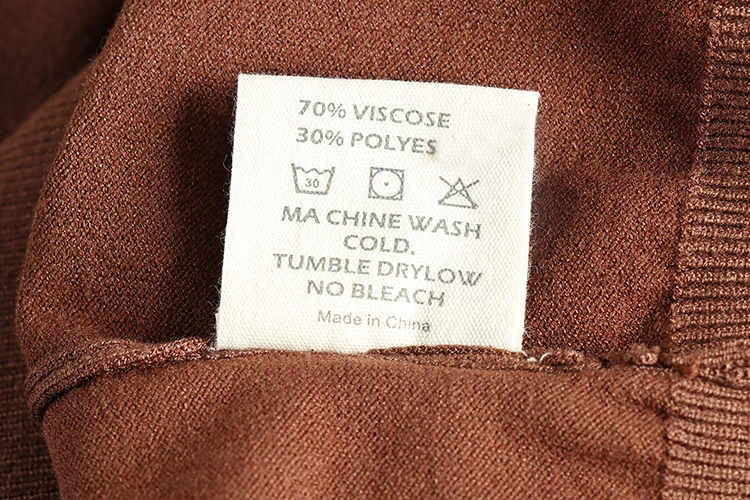 70% VISCOSE
30% POLYES
30
MA CHINE WASH
COLD.
TUMBLE DRYLOW
NO BLEACH
Made in China